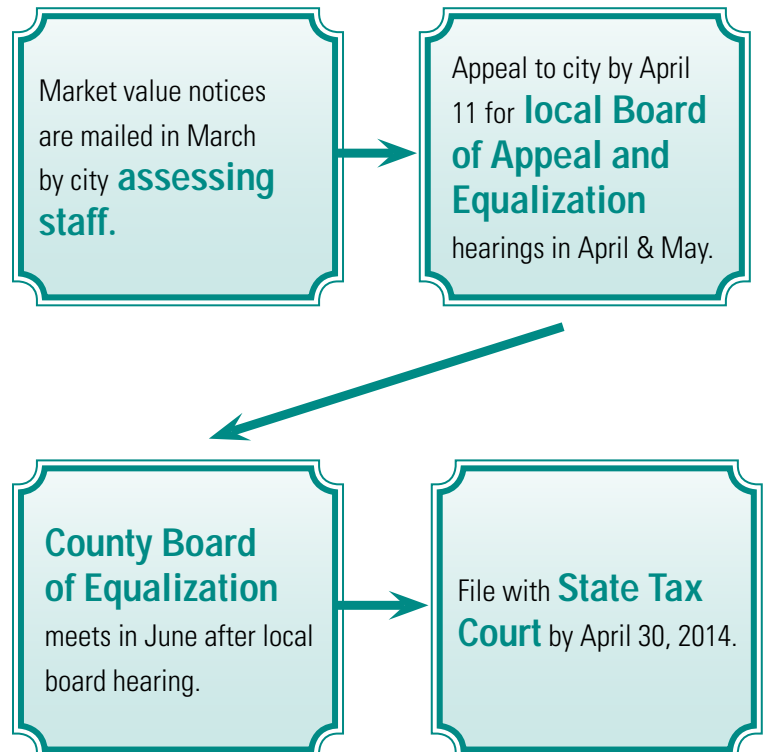 Market value notices
are mailed in March
by city assessing
staff.
Appeal to city by April
11 for local Board
of Appeal and
Equalization
hearings in April & May.
County Board
of Equalization
meets in June after local
board hearing.
File with State Tax
Court by April 30, 2014.